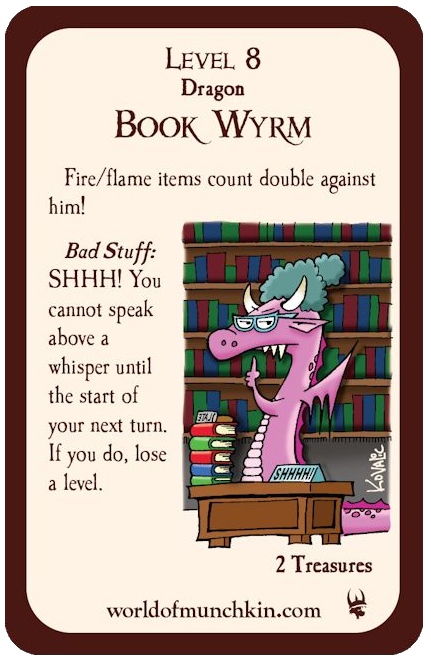 LEVEL 8
Dragon
BOOK WYRM
Fire/flame items count double against
him!
Bad Stuff:
SHHH! You
cannot speak
above a
whisper until
the start of
your next turn.
If you do, lose
a level.
SHHHH!
KOVALIC
2 Treasures
worldofmunchkin.com